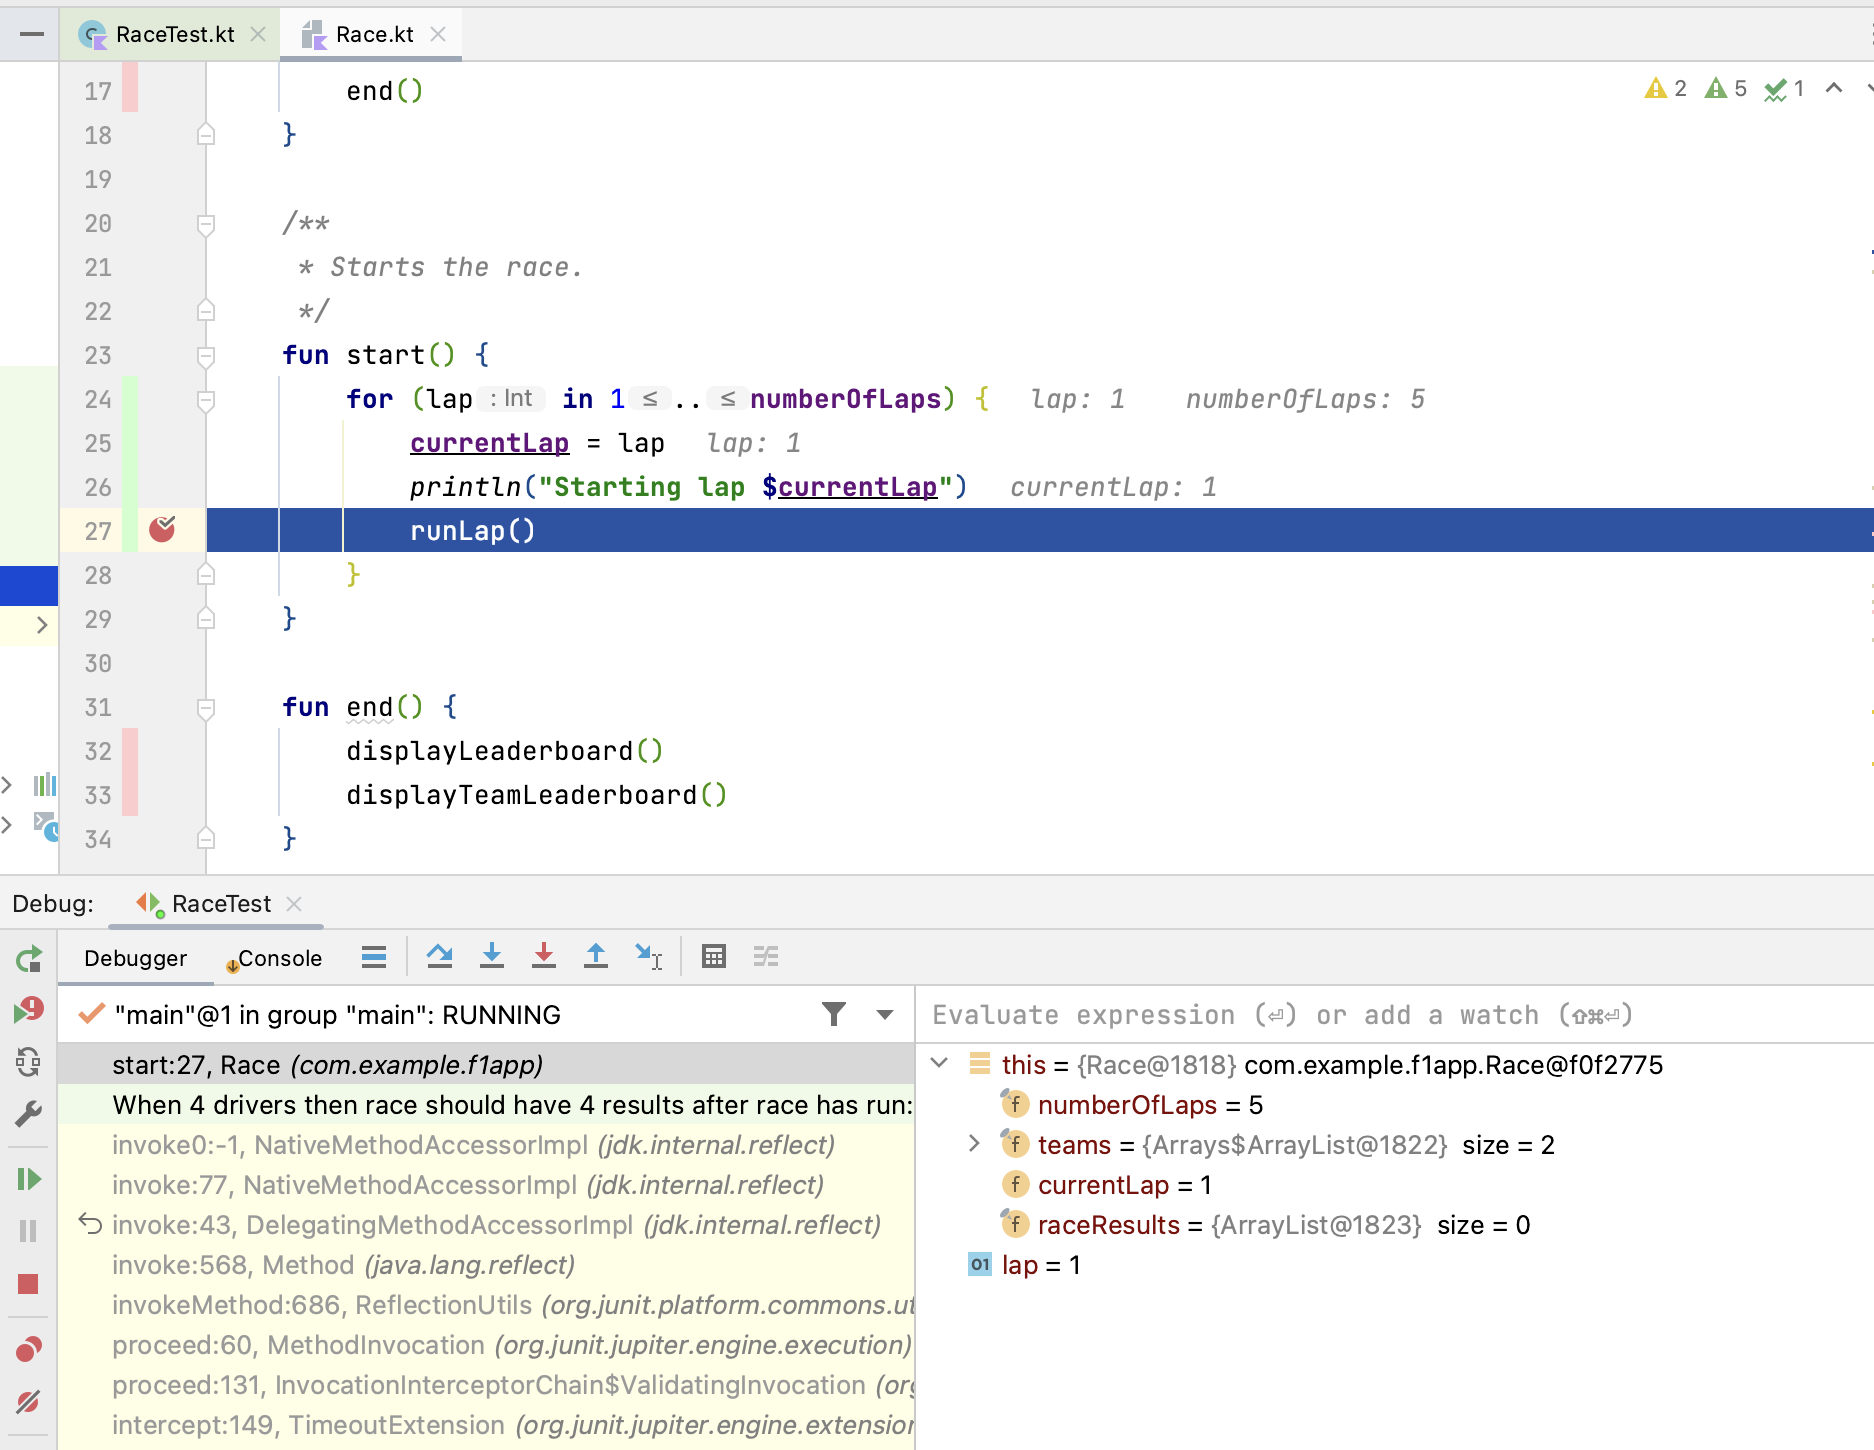 RaceTest.kt Race.kt
2 5 1
17 end()
18 }
19
20 /**
21 * Starts the race.
22 */
23 fun start() {
24 for (lap : Int in 1 ≤ .. ≤ numberOfLaps) { lap: 1 numberOfLaps: 5
25 currentLap = lap lap: 1
26 println("Starting lap $currentLap") currentLap: 1
27 runLap()
28 }
29 }
30
31 fun end() {
32 displayLeaderboard()
33 displayTeamLeaderboard()
34 }
Debug: RaceTest
Debugger Console
"main"@1 in group "main": RUNNING
start:27, Race (com.example.f1app)
When 4 drivers then race should have 4 results after race has run:
invoke0:-1, NativeMethodAccessorImpl (jdk.internal.reflect)
invoke:77, NativeMethodAccessorImpl (jdk.internal.reflect)
invoke:43, DelegatingMethodAccessorImpl (jdk.internal.reflect)
invoke:568, Method (java.lang.reflect)
invokeMethod:686, ReflectionUtils (org.junit.platform.commons.ut
proceed:60, MethodInvocation (org.junit.jupiter.engine.execution)
proceed:131, InvocationInterceptorChain$ValidatingInvocation (org
intercept:149, TimeoutExtension (org.junit.jupiter.engine.extension
Evaluate expression (⏎) or add a watch (⇧⌘⏎)
this = {Race@1818} com.example.f1app.Race@f0f2775
f numberOfLaps = 5
f teams = {Arrays$ArrayList@1822} size = 2
f currentLap = 1
f raceResults = {ArrayList@1823} size = 0
01 lap = 1